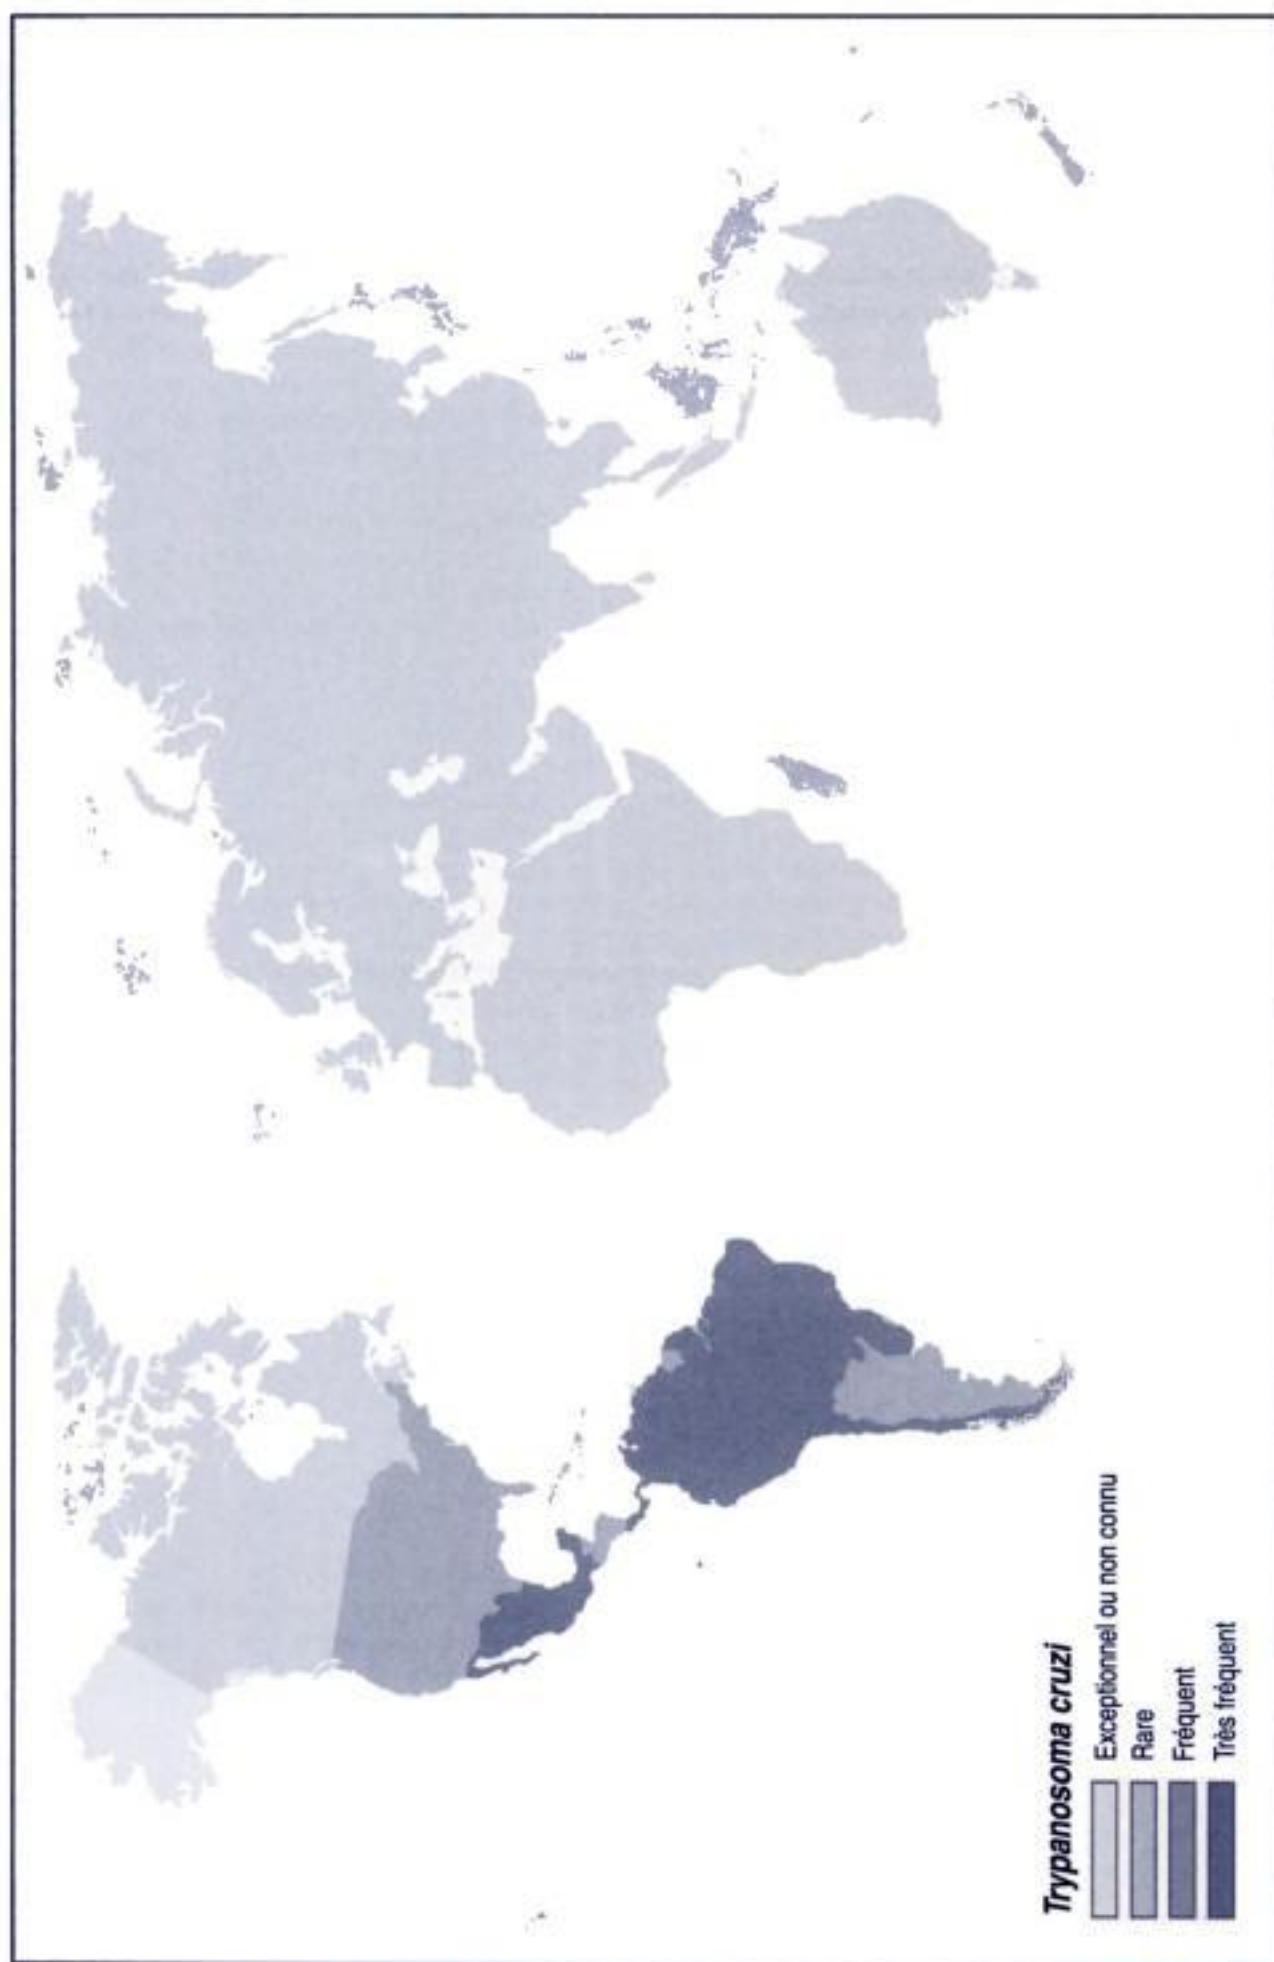 Trypanosoma cruzi
Exceptionnel ou non connu
Rare
Fréquent
Très fréquent